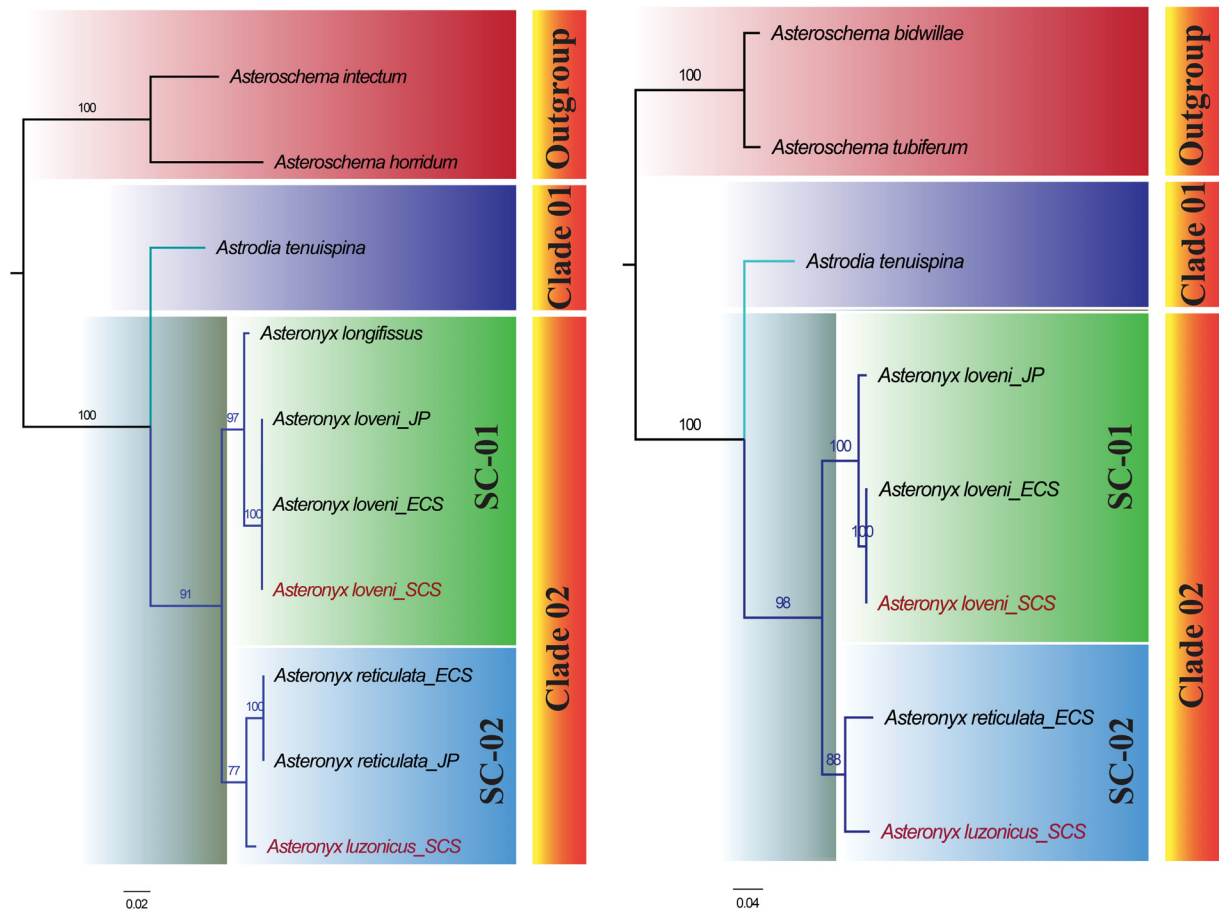 Asteroschema intectum
100
Asteroschema horridum
Outgroup
Astrodia tenuispina
Clade 01
100
Asteronyx longifissus
97
Asteronyx loveni_JP
Asteronyx loveni_ECS
100
Asteronyx loveni_SCS
SC-01
91
Asteronyx reticulata_ECS
100
Asteronyx reticulata_JP
77
Asteronyx luzonicus_SCS
SC-02
Clade 02
0.02
Asteroschema bidwillae
100
Asteroschema tubiferum
Outgroup
Astrodia tenuispina
Clade 01
100
Asteronyx loveni_JP
100
Asteronyx loveni_ECS
100
Asteronyx loveni_SCS
SC-01
98
Asteronyx reticulata_ECS
88
Asteronyx luzonicus_SCS
SC-02
Clade 02
0.04